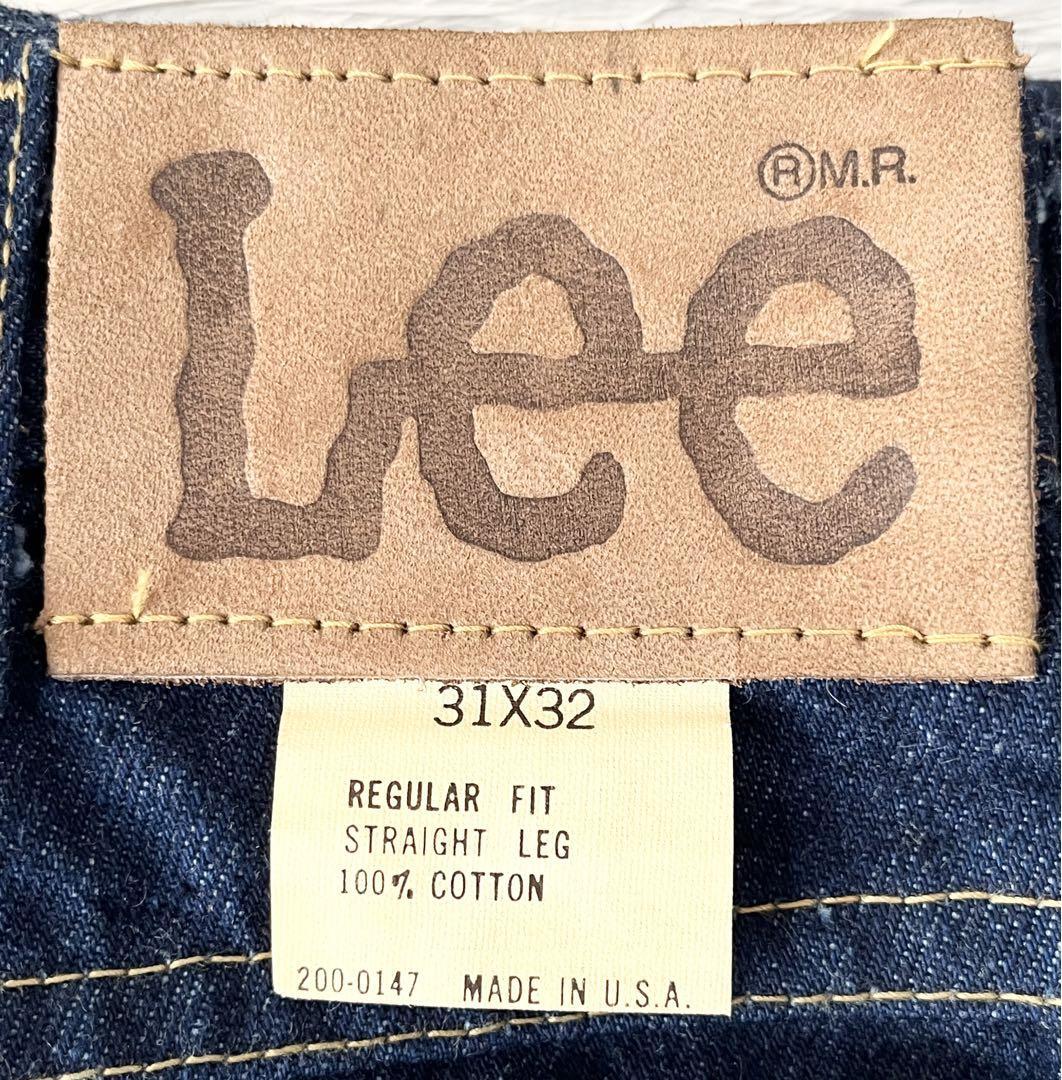 ®M.R.
Lee
31X32
REGULAR FIT
STRAIGHT LEG
100% COTTON
200-0147 MADE IN U.S.A.